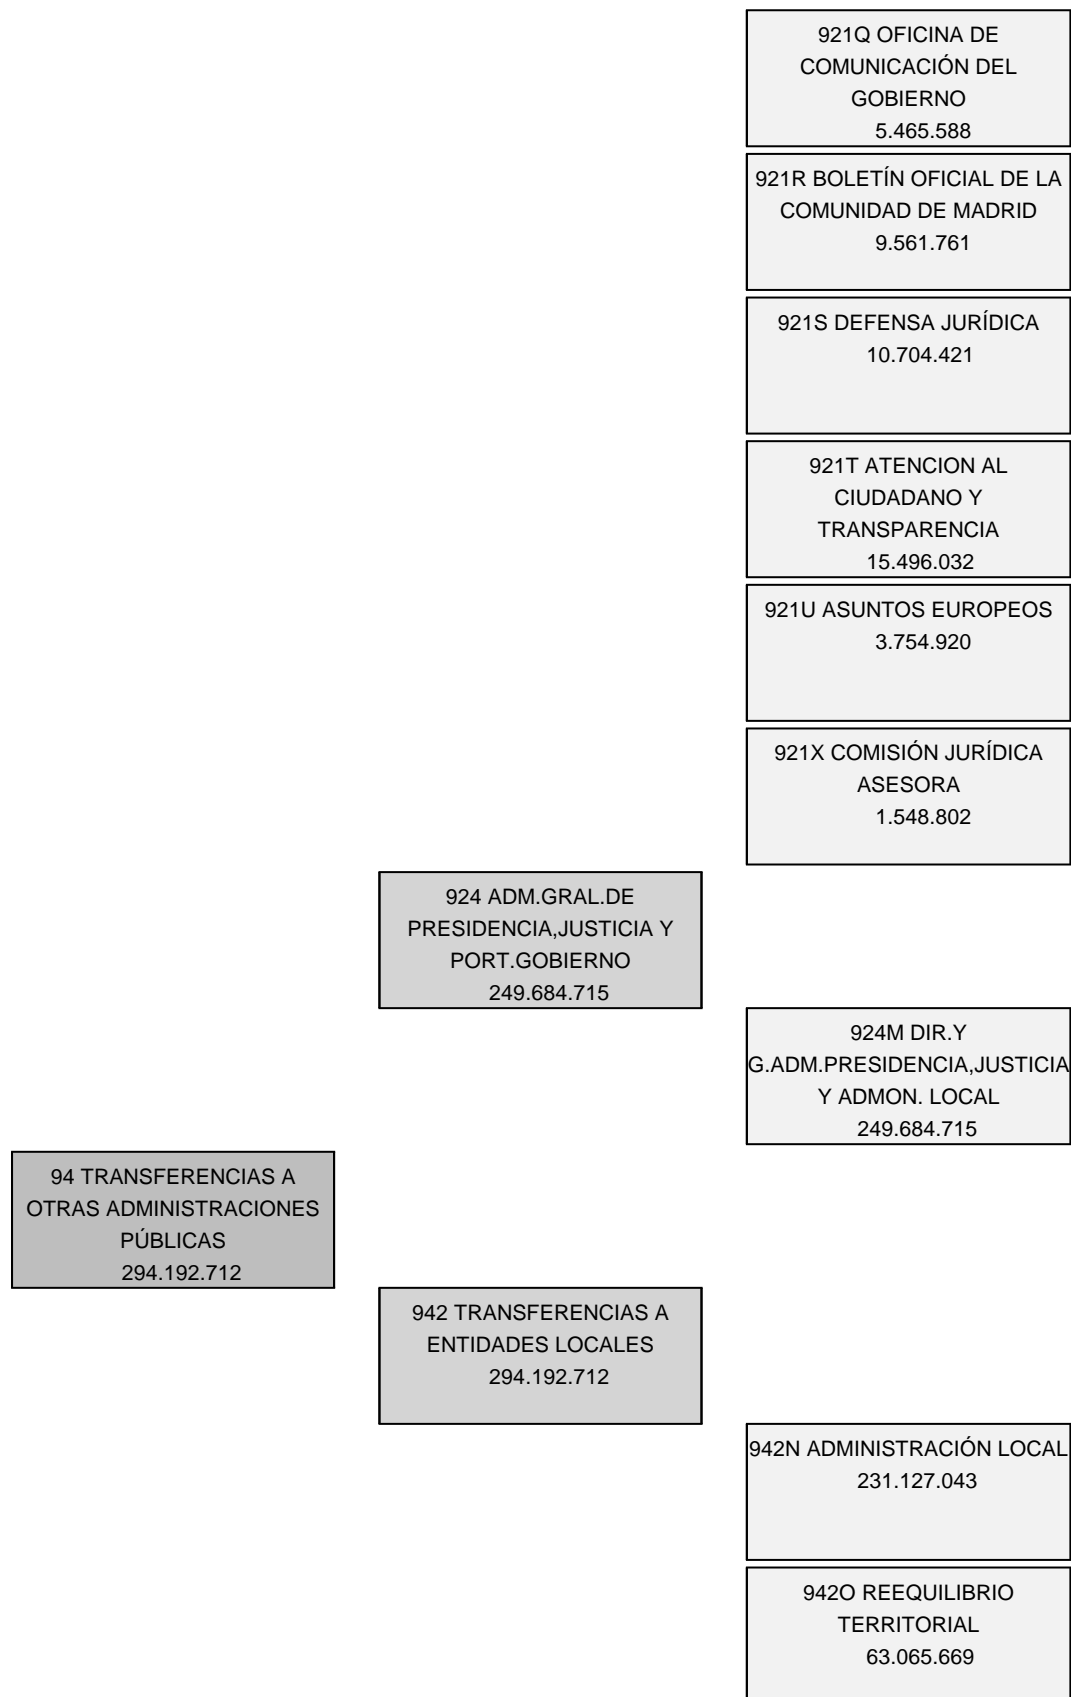 921Q OFICINA DE
COMUNICACIÓN DEL
GOBIERNO
5.465.588
921R BOLETÍN OFICIAL DE LA
COMUNIDAD DE MADRID
9.561.761
921S DEFENSA JURÍDICA
10.704.421
921T ATENCION AL
CIUDADANO Y
TRANSPARENCIA
15.496.032
921U ASUNTOS EUROPEOS
3.754.920
921X COMISIÓN JURÍDICA
ASESORA
1.548.802
924 ADM.GRAL.DE
PRESIDENCIA,JUSTICIA Y
PORT.GOBIERNO
249.684.715
924M DIR.Y
G.ADM.PRESIDENCIA,JUSTICIA
Y ADMON. LOCAL
249.684.715
94 TRANSFERENCIAS A
OTRAS ADMINISTRACIONES
PÚBLICAS
294.192.712
942 TRANSFERENCIAS A
ENTIDADES LOCALES
294.192.712
942N ADMINISTRACIÓN LOCAL
231.127.043
942O REEQUILIBRIO
TERRITORIAL
63.065.669